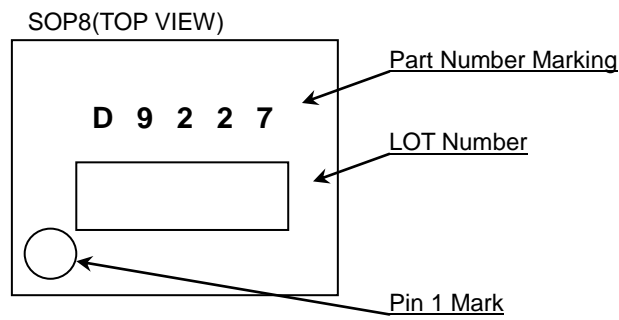 SOP8(TOP VIEW)
Part Number Marking
D 9 2 2 7
LOT Number
Pin 1 Mark